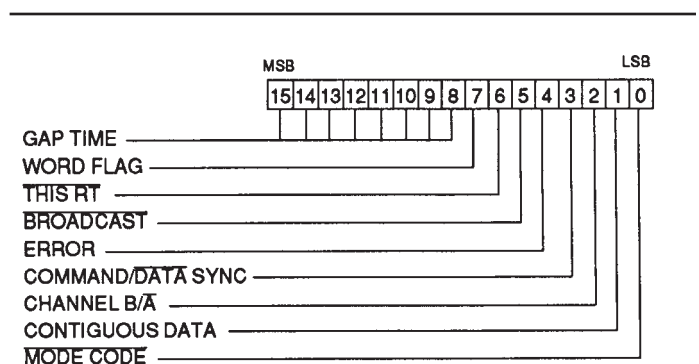 MSB LSB
15 14 13 12 11 10 9 8 7 6 5 4 3 2 1 0
GAP TIME
WORD FLAG
THIS RT
BROADCAST
ERROR
COMMAND/DATA SYNC
CHANNEL B/A
CONTIGUOUS DATA
MODE CODE